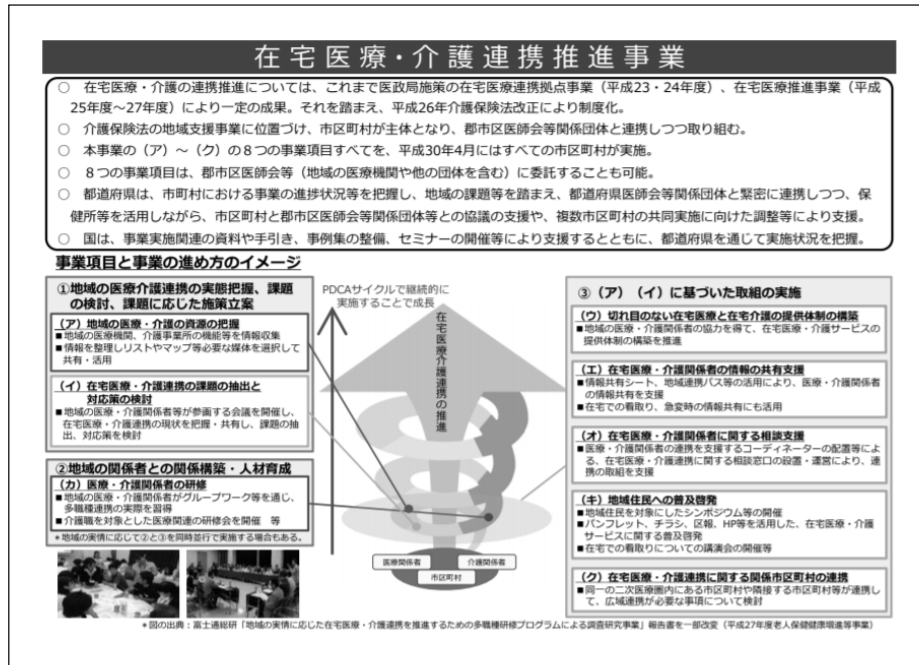 在宅医療・介護連携推進事業
○ 在宅医療・介護の連携推進については、これまで医政局施策の在宅医療連携拠点事業（平成23・24年度）、在宅医療推進事業（平成
25年度～27年度）により一定の成果。それを踏まえ、平成26年介護保険法改正により制度化。
○ 介護保険法の地域支援事業に位置づけ、市区町村が主体となり、郡市区医師会等関係団体と連携しつつ取り組む。
○ 本事業の（ア）～（ク）の８つの事業項目すべてを、平成30年4月にはすべての市区町村が実施。
○ ８つの事業項目は、郡市区医師会等（地域の医療機関や他の団体を含む）に委託することも可能。
○ 都道府県は、市町村における事業の進捗状況等を把握し、地域の課題等を踏まえ、都道府県医師会等関係団体と緊密に連携しつつ、保
健所等を活用しながら、市区町村と郡市区医師会等関係団体等との協議の支援や、複数市区町村の共同実施に向けた調整等により支援。
○ 国は、事業実施関連の資料や手引き、事例集の整備、セミナーの開催等により支援するとともに、都道府県を通じて実施状況を把握。
事業項目と事業の進め方のイメージ
①地域の医療介護連携の実態把握、課題
の検討、課題に応じた施策立案
（ア）地域の医療・介護の資源の把握
■地域の医療機関、介護事業所の機能等を情報収集
■情報を整理しリストやマップ等必要な媒体を選択して
共有・活用
（イ）在宅医療・介護連携の課題の抽出と
対応策の検討
■地域の医療・介護関係者等が参画する会議を開催し、
在宅医療・介護連携の現状を把握・共有し、課題の抽
出、対応策を検討
②地域の関係者との関係構築・人材育成
（カ）医療・介護関係者の研修
■地域の医療・介護関係者がグループワーク等を通じ、
多職種連携の実際を習得
■介護職を対象とした医療関連の研修会を開催 等
＊地域の実情に応じて②と③を同時並行で実施する場合もある。
PDCAサイクルで継続的に
実施することで成長
在宅医療介護連携の推進
医療関係者
介護関係者
市区町村
③（ア）（イ）に基づいた取組の実施
（ウ）切れ目のない在宅医療と在宅介護の提供体制の構築
■地域の医療・介護関係者の協力を得て、在宅医療・介護サービスの
提供体制の構築を推進
（エ）在宅医療・介護関係者の情報の共有支援
■情報共有シート、地域連携パス等の活用により、医療・介護関係者
の情報共有を支援
■在宅での看取り、急変時の情報共有にも活用
（オ）在宅医療・介護関係者に関する相談支援
■医療・介護関係者の連携を支援するコーディネーターの配置等によ
る、在宅医療・介護連携に関する相談窓口の設置・運営により、連
携の取組を支援
（キ）地域住民への普及啓発
■地域住民を対象にしたシンポジウム等の開催
■パンフレット、チラシ、区報、HP等を活用した、在宅医療・介護
サービスに関する普及啓発
■在宅での看取りについての講演会の開催等
（ク）在宅医療・介護連携に関する関係市区町村の連携
■同一の二次医療圏内にある市区町村や隣接する市区町村等が連携し
て、広域連携が必要な事項について検討
＊図の出典：富士通総研「地域の実情に応じた在宅医療・介護連携を推進するための多職種研修プログラムによる調査研究事業」報告書を一部改変（平成27年度老人保健健康増進等事業）